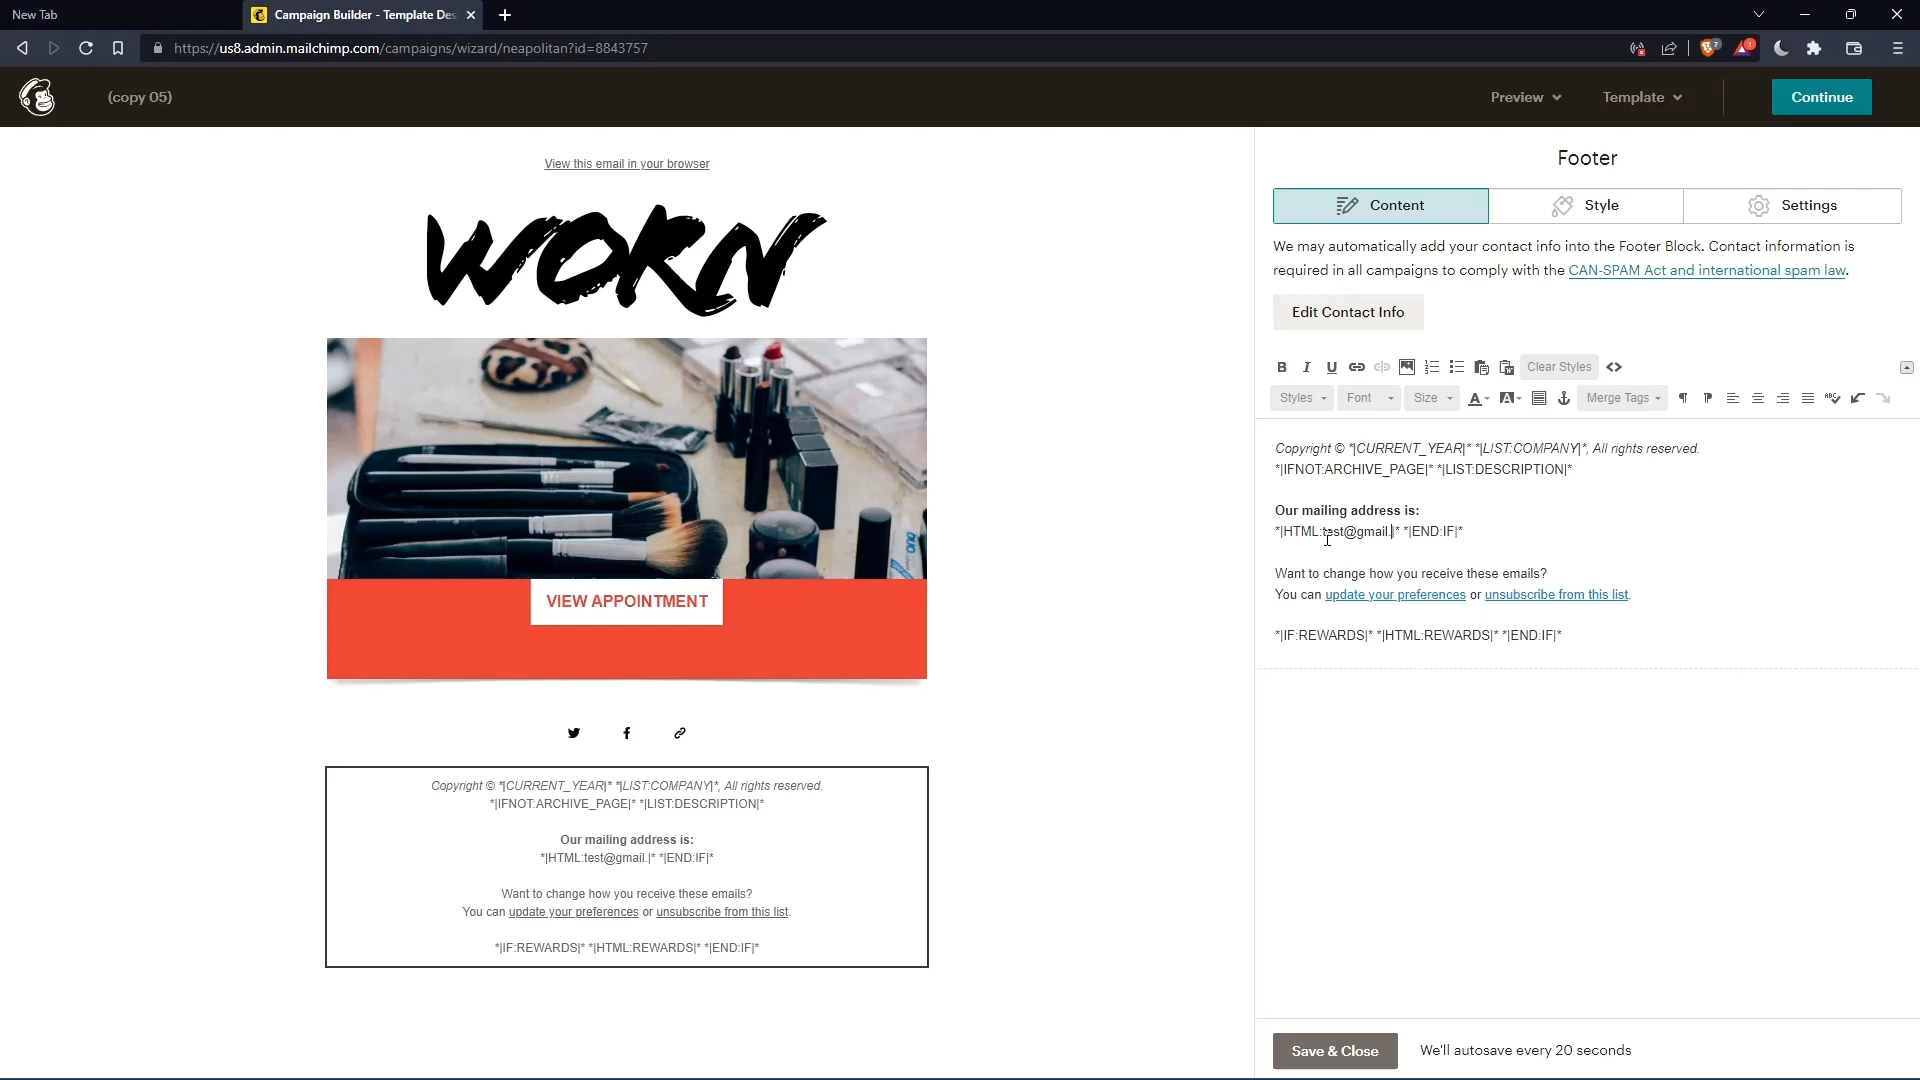 New Tab
Campaign Builder - Template Des
https://us8.admin.mailchimp.com/campaigns/wizard/neapolitan?id=8843757
7
1
(copy 05)
Preview
Template
Continue
View this email in your browser
WORN
VIEW APPOINTMENT
Copyright © *|CURRENT_YEAR|* *|LIST:COMPANY|*, All rights reserved.
*|IFNOT:ARCHIVE_PAGE|* *|LIST:DESCRIPTION|*
Our mailing address is:
*|HTML:test@gmail.|* *|END:IF|*
Want to change how you receive these emails?
You can update your preferences or unsubscribe from this list.
*|IF:REWARDS|* *|HTML:REWARDS|* *|END:IF|*
Footer
Content
Style
Settings
We may automatically add your contact info into the Footer Block. Contact information is
required in all campaigns to comply with the CAN-SPAM Act and international spam law.
Edit Contact Info
B I U Clear Styles
Styles Font Size A A Merge Tags ABC
Copyright © *|CURRENT_YEAR|* *|LIST:COMPANY|*, All rights reserved.
*|IFNOT:ARCHIVE_PAGE|* *|LIST:DESCRIPTION|*
Our mailing address is:
*|HTML:test@gmail.|* *|END:IF|*
Want to change how you receive these emails?
You can update your preferences or unsubscribe from this list.
*|IF:REWARDS|* *|HTML:REWARDS|* *|END:IF|*
Save & Close
We'll autosave every 20 seconds